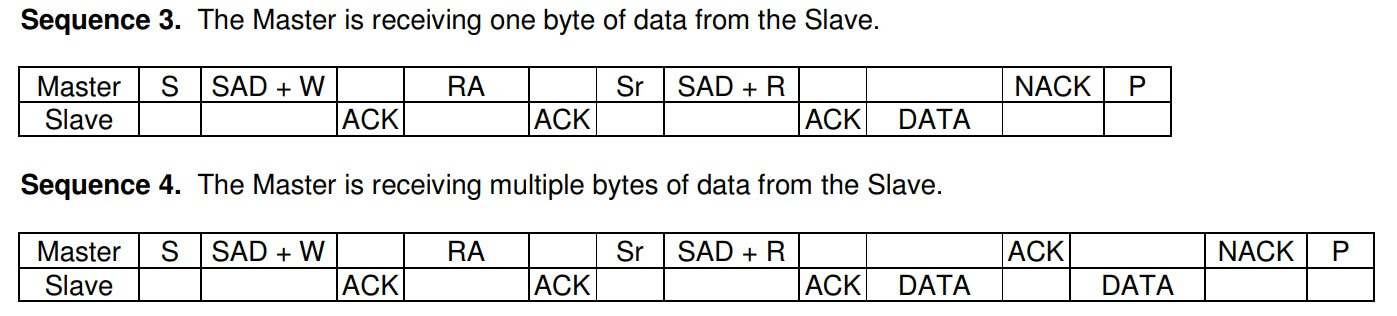 Sequence 3. The Master is receiving one byte of data from the Slave.
Master S SAD + W RA Sr SAD + R NACK P
Slave ACK ACK ACK DATA
Sequence 4. The Master is receiving multiple bytes of data from the Slave.
Master S SAD + W RA Sr SAD + R ACK NACK P
Slave ACK ACK ACK DATA DATA